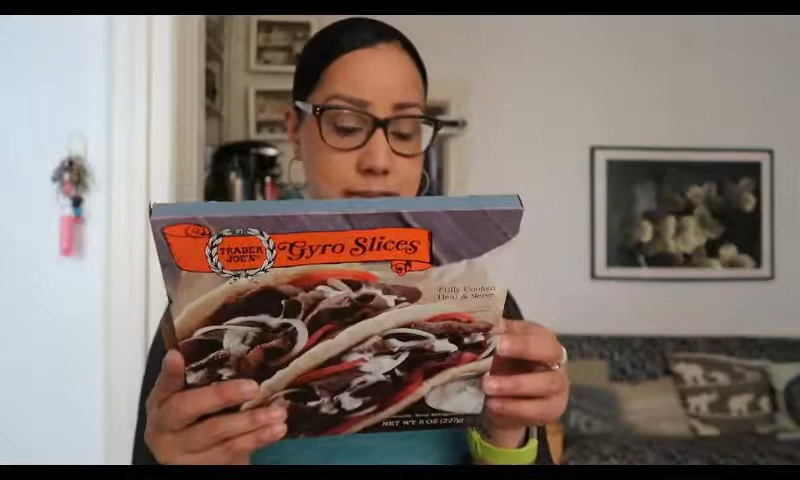 TRADER
JOE'S
Gyro Slices
Fully Cooked
Heat & Serve
NET WT. 8 OZ (227g)